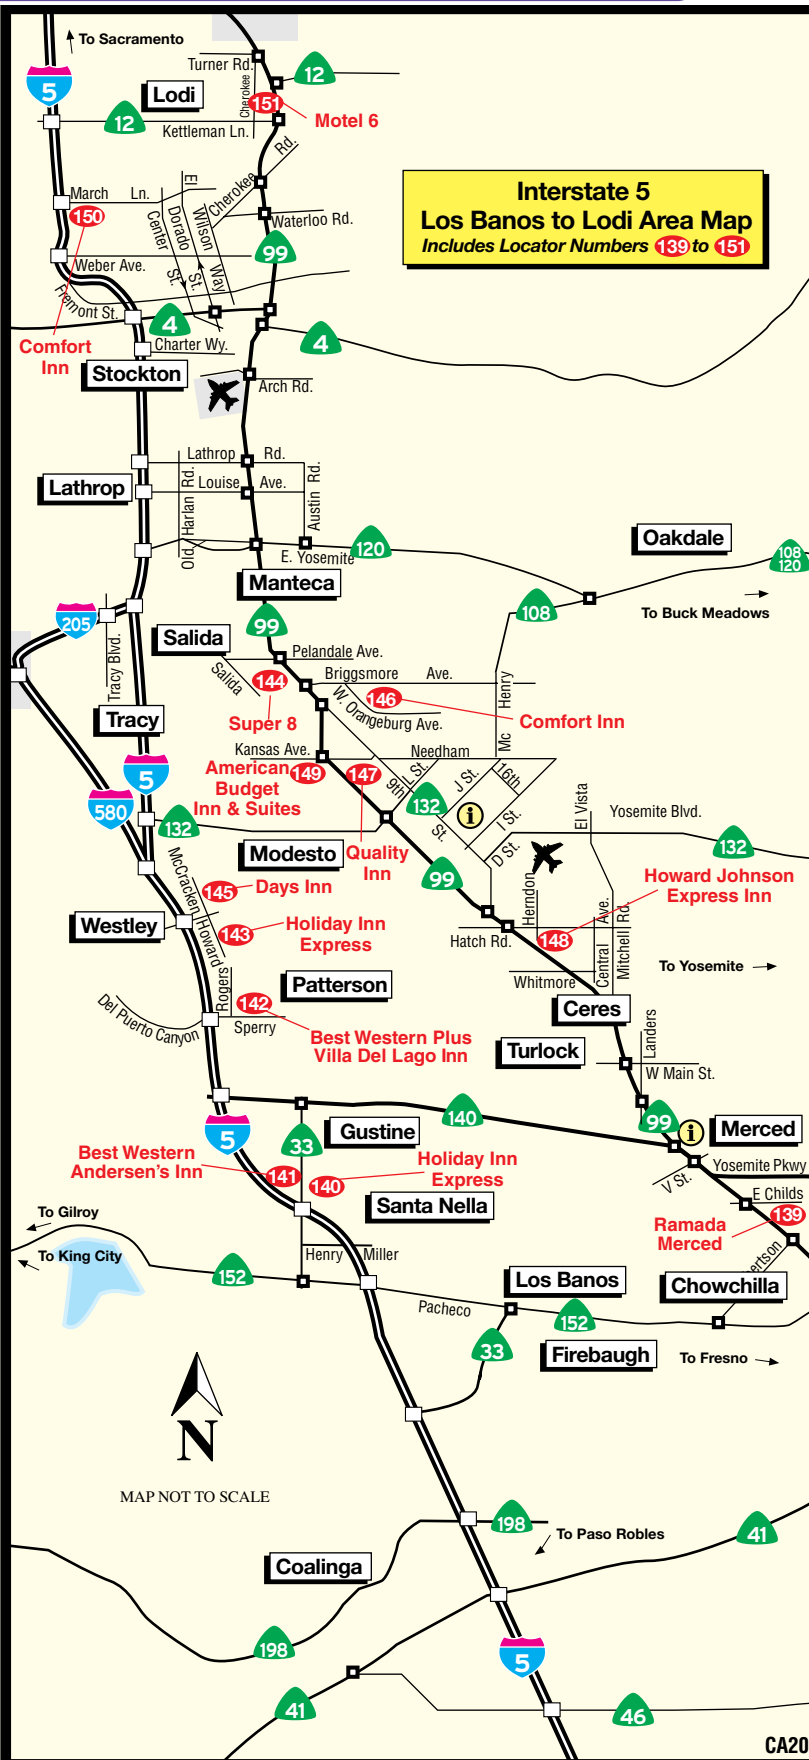 To Sacramento
Turner Rd.
12
5
Lodi
Cherokee
151
Motel 6
12
Kettleman Ln.
Rd.
Cherokee
Interstate 5
Los Banos to Lodi Area Map
Includes Locator Numbers 139 to 151
March Ln.
El
Dorado
St.
Center
St.
Wilson
Way
150
Waterloo Rd.
99
Weber Ave.
Fremont St.
4
4
Comfort
Inn
Charter Wy.
Stockton
Arch Rd.
Lathrop Rd.
Lathrop
Louise Ave.
Old Harlan Rd.
Austin Rd.
E. Yosemite
120
Oakdale
108
120
Manteca
108
To Buck Meadows
205
Tracy Blvd.
99
Salida
Pelandale Ave.
Salida
144
Briggsmore Ave.
146
W. Orangeburg Ave.
Mc Henry
Super 8
Comfort Inn
Tracy
Kansas Ave.
Needham
American
Budget
Inn & Suites
149
147
L St.
9th
St.
J St.
16th
I St.
D St.
5
580
132
132
i
El Vista
Yosemite Blvd.
132
Modesto
Quality
Inn
99
Howard Johnson
Express Inn
McCracken
Howard
145
Days Inn
Westley
143
Holiday Inn
Express
Herndon
Hatch Rd.
148
Central
Ave.
Mitchell
Rd.
To Yosemite
Whitmore
Patterson
Rogers
142
Del Puerto Canyon
Sperry
Best Western Plus
Villa Del Lago Inn
Ceres
Turlock
Landers
W Main St.
5
33
Gustine
140
99
i
Merced
Best Western
Andersen's Inn
141
140
Holiday Inn
Express
Yosemite Pkwy
V St.
E Childs
139
Ramada
Merced
Santa Nella
To Gilroy
To King City
Henry Miller
ertson
152
Los Banos
Chowchilla
Pacheco
152
33
Firebaugh
To Fresno
N
MAP NOT TO SCALE
198
To Paso Robles
41
Coalinga
198
5
41
46
CA20